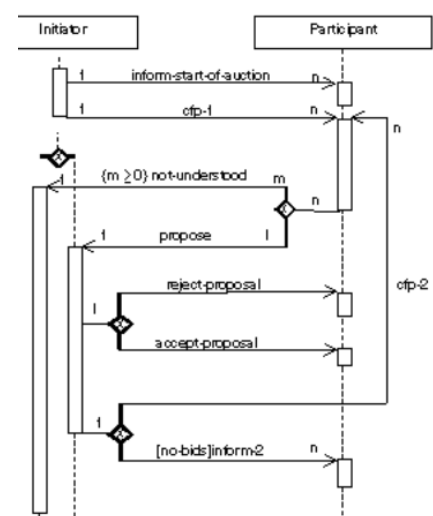 Initiator
Participant
1 inform-start-of-auction n
1 cfp-1 n
n
1 {m ≥ 0} not-understood m
x n
1 propose l
reject-proposal
cfp-2
l
x
accept-proposal
1
x
[no-bids]inform-2 n